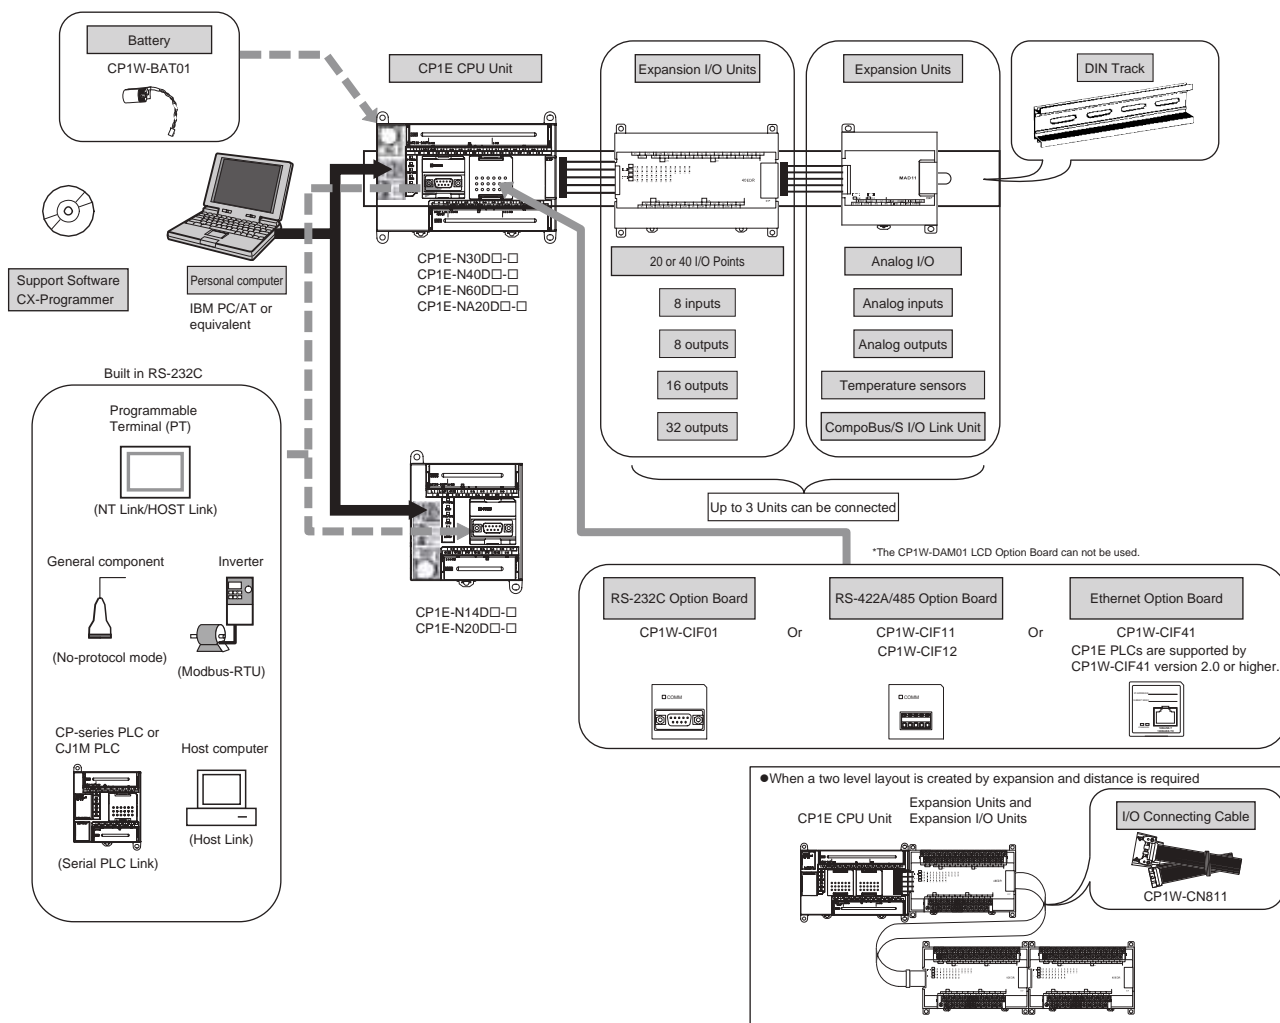 Battery
CP1W-BAT01
CP1E CPU Unit
Expansion I/O Units
Expansion Units
DIN Track
MAD11
Support Software
CX-Programmer
Personal computer
IBM PC/AT or
equivalent
CP1E-N30D□-□
CP1E-N40D□-□
CP1E-N60D□-□
CP1E-NA20D□-□
20 or 40 I/O Points
8 inputs
8 outputs
16 outputs
32 outputs
Analog I/O
Analog inputs
Analog outputs
Temperature sensors
CompoBus/S I/O Link Unit
Up to 3 Units can be connected
Built in RS-232C
Programmable
Terminal (PT)
(NT Link/HOST Link)
General component
Inverter
(No-protocol mode)
(Modbus-RTU)
CP-series PLC or
CJ1M PLC
Host computer
(Serial PLC Link)
(Host Link)
CP1E-N14D□-□
CP1E-N20D□-□
*The CP1W-DAM01 LCD Option Board can not be used.
RS-232C Option Board
CP1W-CIF01
Or
RS-422A/485 Option Board
CP1W-CIF11
CP1W-CIF12
Or
Ethernet Option Board
CP1W-CIF41
CP1E PLCs are supported by
CP1W-CIF41 version 2.0 or higher.
COMM
COMM
●When a two level layout is created by expansion and distance is required
CP1E CPU Unit
Expansion Units and
Expansion I/O Units
I/O Connecting Cable
CP1W-CN811